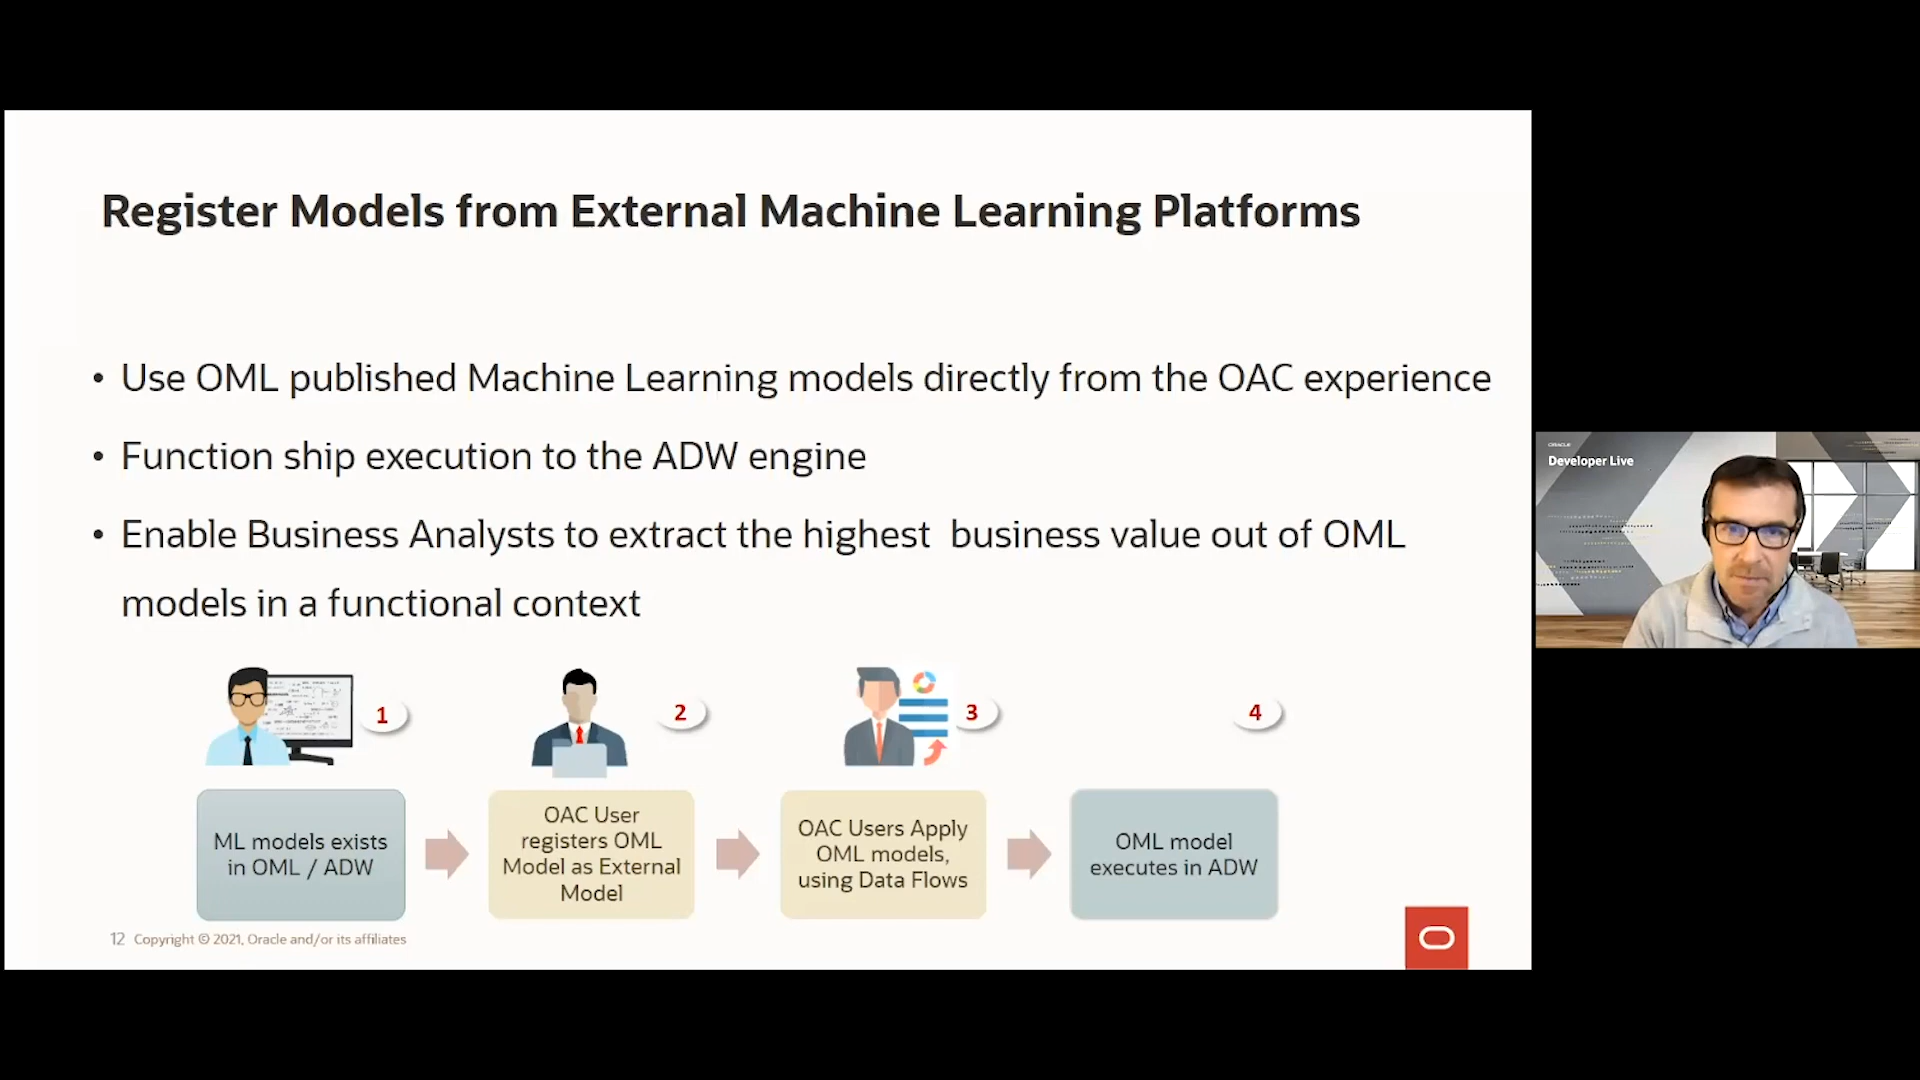 Register Models from External Machine Learning Platforms
• Use OML published Machine Learning models directly from the OAC experience
• Function ship execution to the ADW engine
• Enable Business Analysts to extract the highest  business value out of OML
models in a functional context
1
2
3
4
ML models exists
in OML / ADW
OAC User
registers OML
Model as External
Model
OAC Users Apply
OML models,
using Data Flows
OML model
executes in ADW
12 Copyright © 2021, Oracle and/or its affiliates
ORACLE
Developer Live